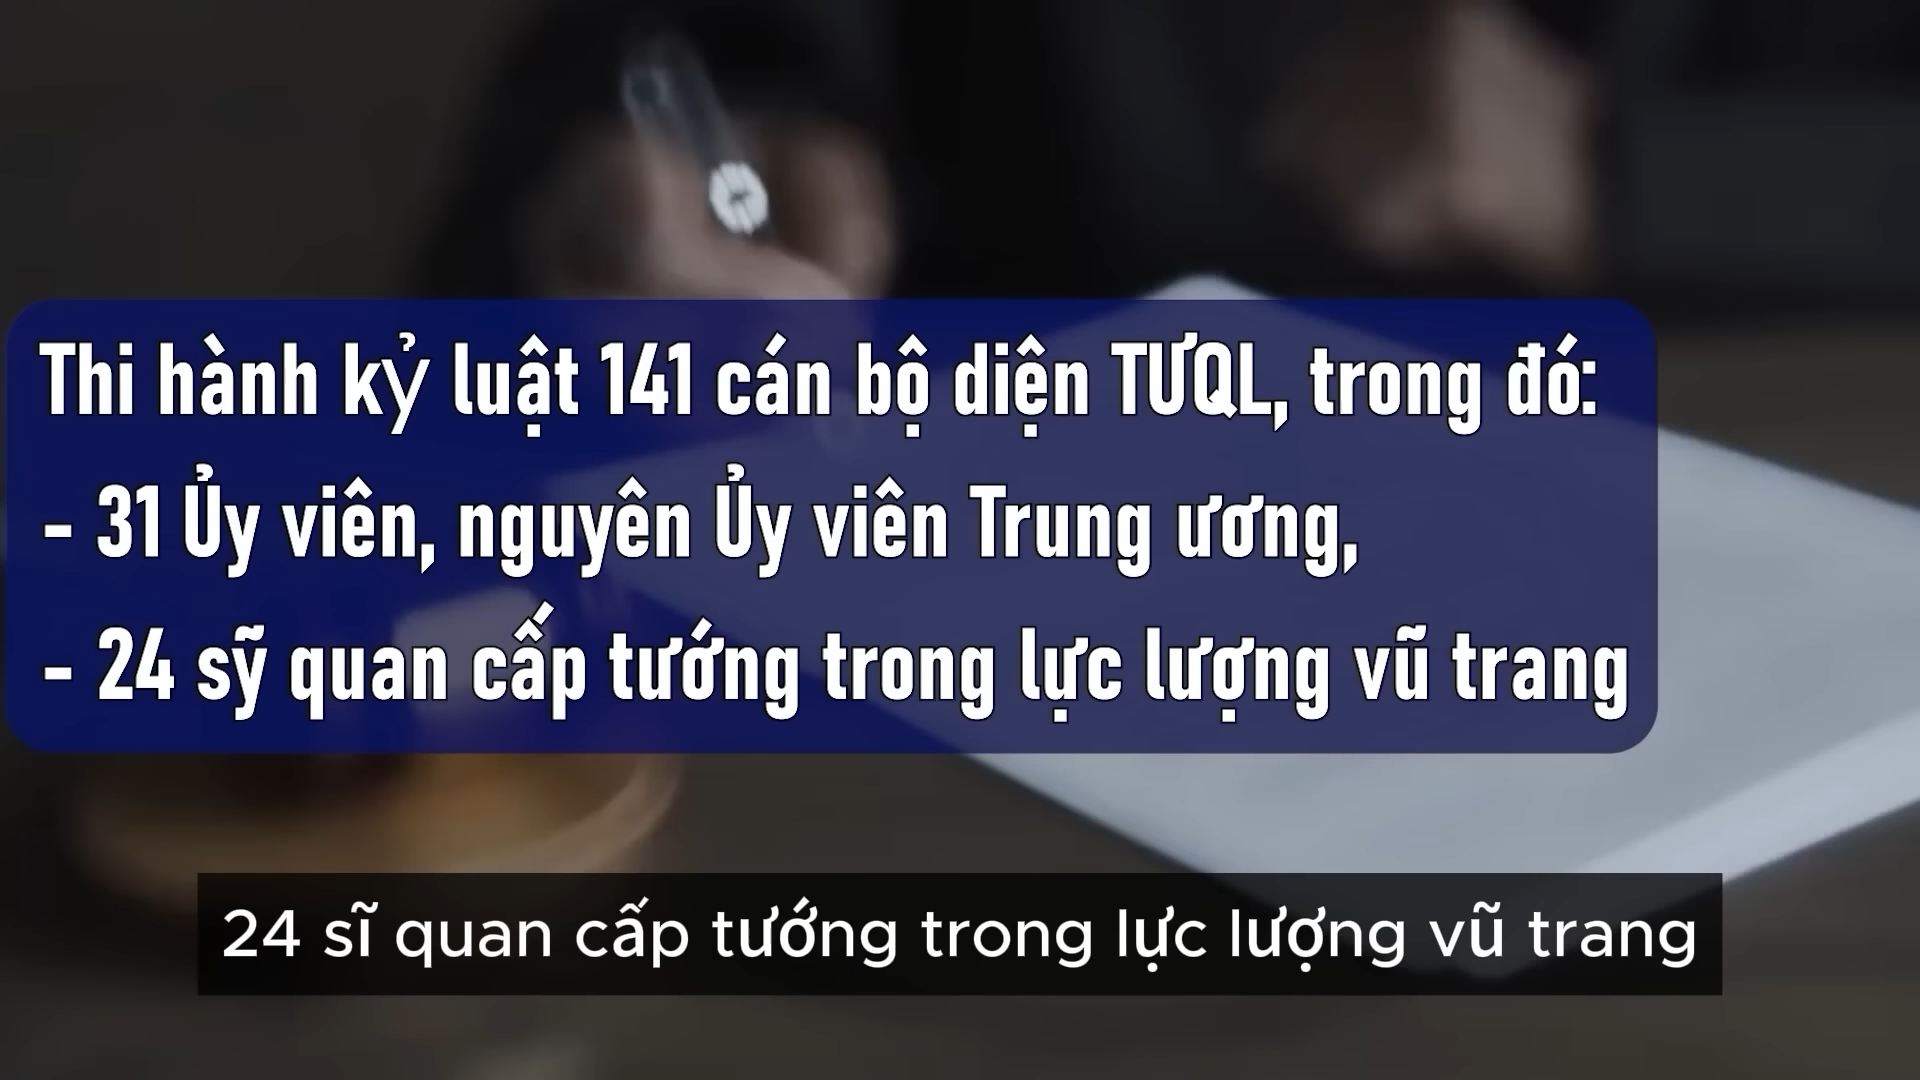 Thi hành kỷ luật 141 cán bộ diện TƯQL, trong đó:
- 31 Ủy viên, nguyên Ủy viên Trung ương,
- 24 sỹ quan cấp tướng trong lực lượng vũ trang
24 sĩ quan cấp tướng trong lực lượng vũ trang